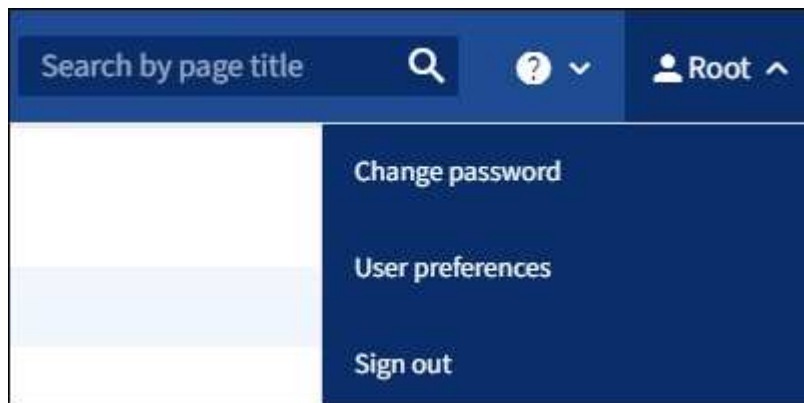 Search by page title
? Root
Change password
User preferences
Sign out